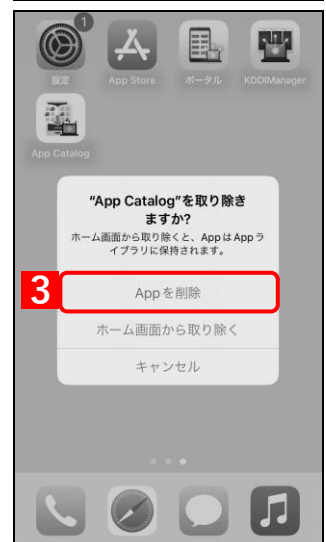 1
設定
App Store
ポータル
KDDIManager
App Catalog
"App Catalog"を取り除き
ますか?
ホーム画面から取り除くと、AppはAppラ
イブラリに保持されます。
3
Appを削除
ホーム画面から取り除く
キャンセル